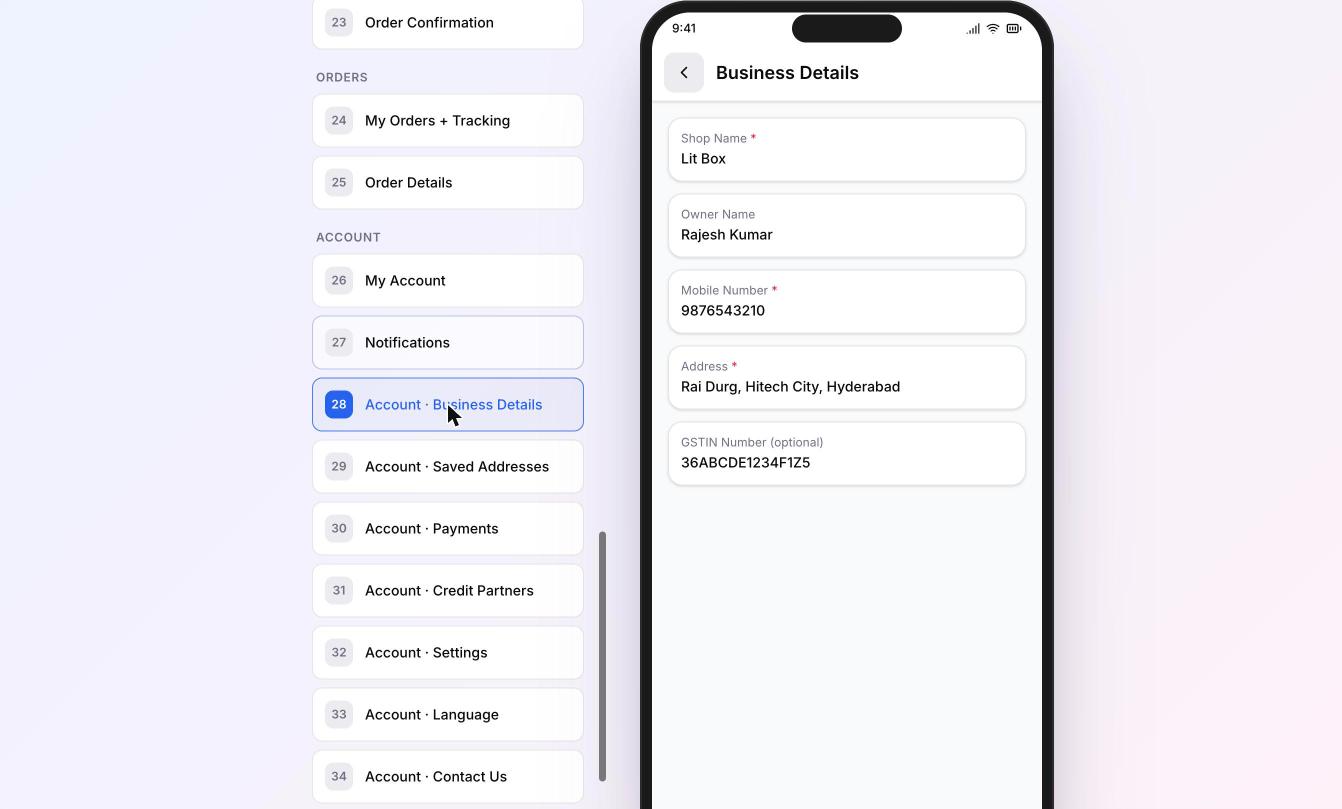 23 Order Confirmation
ORDERS
24 My Orders + Tracking
25 Order Details
ACCOUNT
26 My Account
27 Notifications
28 Account · Business Details
29 Account · Saved Addresses
30 Account · Payments
31 Account · Credit Partners
32 Account · Settings
33 Account · Language
34 Account · Contact Us
9:41
Business Details
Shop Name *
Lit Box
Owner Name
Rajesh Kumar
Mobile Number *
9876543210
Address *
Rai Durg, Hitech City, Hyderabad
GSTIN Number (optional)
36ABCDE1234F1Z5